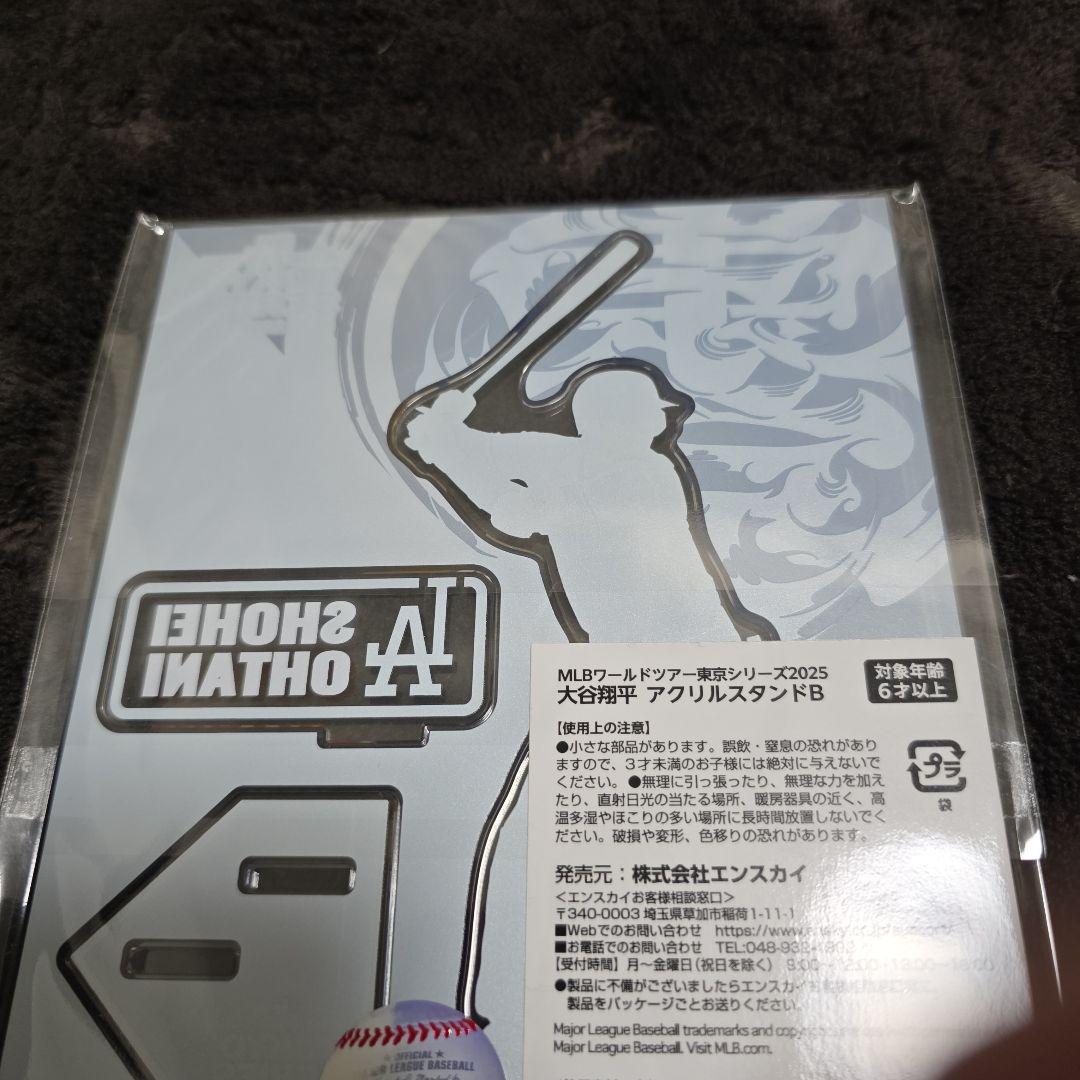 SHOHEI
OHTANI
LA
MLBワールドツアー東京シリーズ2025
大谷翔平 アクリルスタンドB
対象年齢
6才以上
【使用上の注意】
●小さな部品があります。誤飲・窒息の恐れがあり
ますので、3才未満のお子様には絶対に与えないで
ください。●無理に引っ張ったり、無理な力を加え
たり、直射日光の当たる場所、暖房器具の近く、高
温多湿やほこりの多い場所に長時間放置しないでく
ださい。破損や変形、色移りの恐れがあります。
プラ
袋
発売元：株式会社エンスカイ
<エンスカイお客様相談窓口>
〒340-0003 埼玉県草加市稲荷1-11-1
■Webでのお問い合わせ
■お電話でのお問い合わせ TEL:048-932-
【受付時間】月～金曜日(祝日を除く)
●製品に不備がございましたらエンスカイ
製品をパッケージごとお送りください。
Major League Baseball trademarks and
Major League Baseball. Visit MLB.com.
★ OFFICIAL ★
LEAGUE BASEBALL